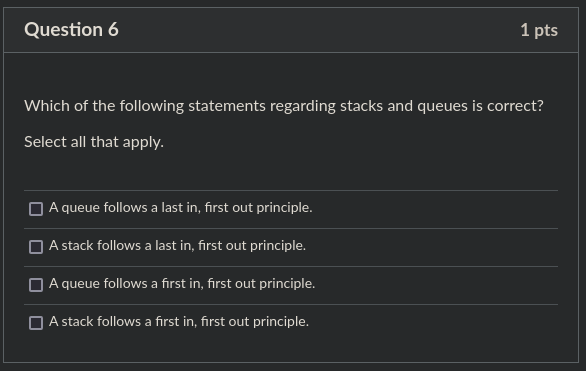 Question 6
1 pts
Which of the following statements regarding stacks and queues is correct?
Select all that apply.
A queue follows a last in, first out principle.
A stack follows a last in, first out principle.
A queue follows a first in, first out principle.
A stack follows a first in, first out principle.